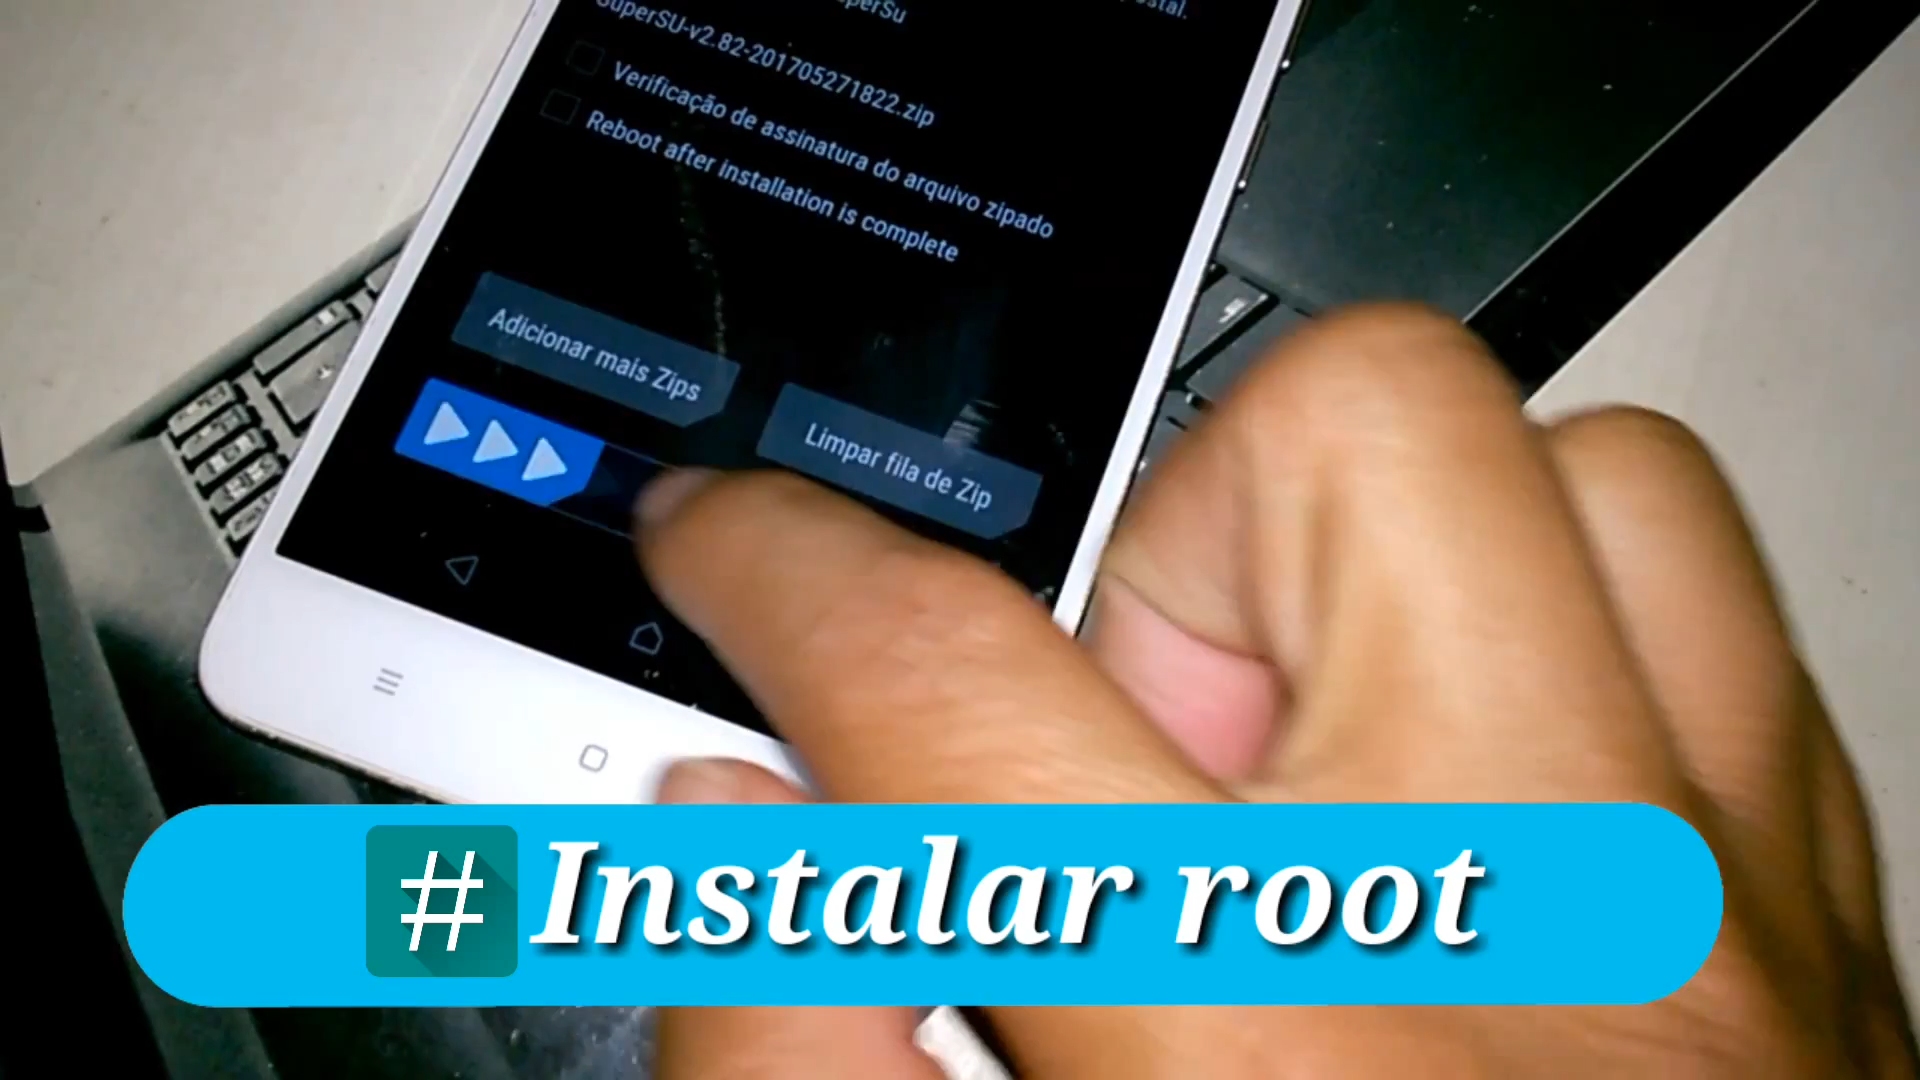 SuperSU-v2.82-201705271822.zip
Verificação de assinatura do arquivo zipado
Reboot after installation is complete
Adicionar mais Zips
Limpar fila de Zip
# Instalar root